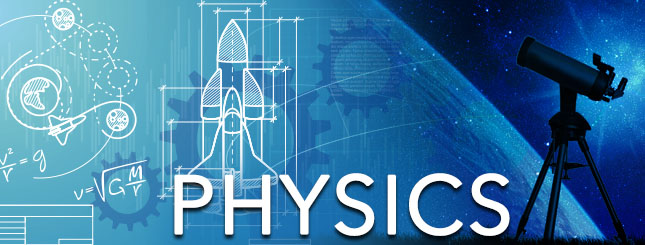 v²/r = g
v = √G M/r
PHYSICS